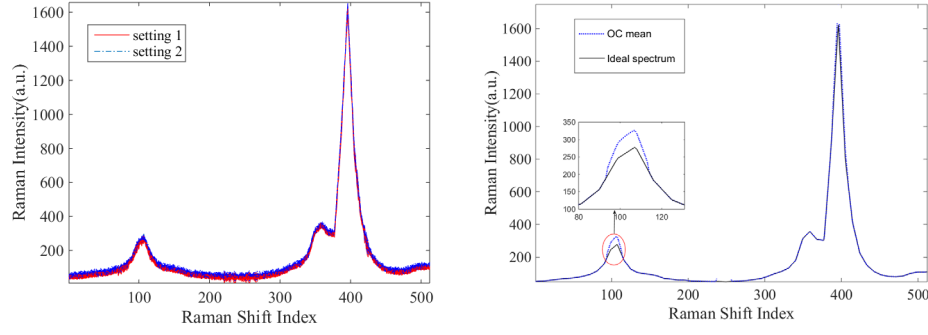 setting 1
setting 2
Raman Intensity(a.u.)
1600
1400
1200
1000
800
600
400
200
100 200 300 400 500
Raman Shift Index
OC mean
Ideal spectrum
Raman Intensity(a.u.)
1600
1400
1200
1000
800
600
400
200
350
300
250
200
150
100
80 100 120
100 200 300 400 500
Raman Shift Index